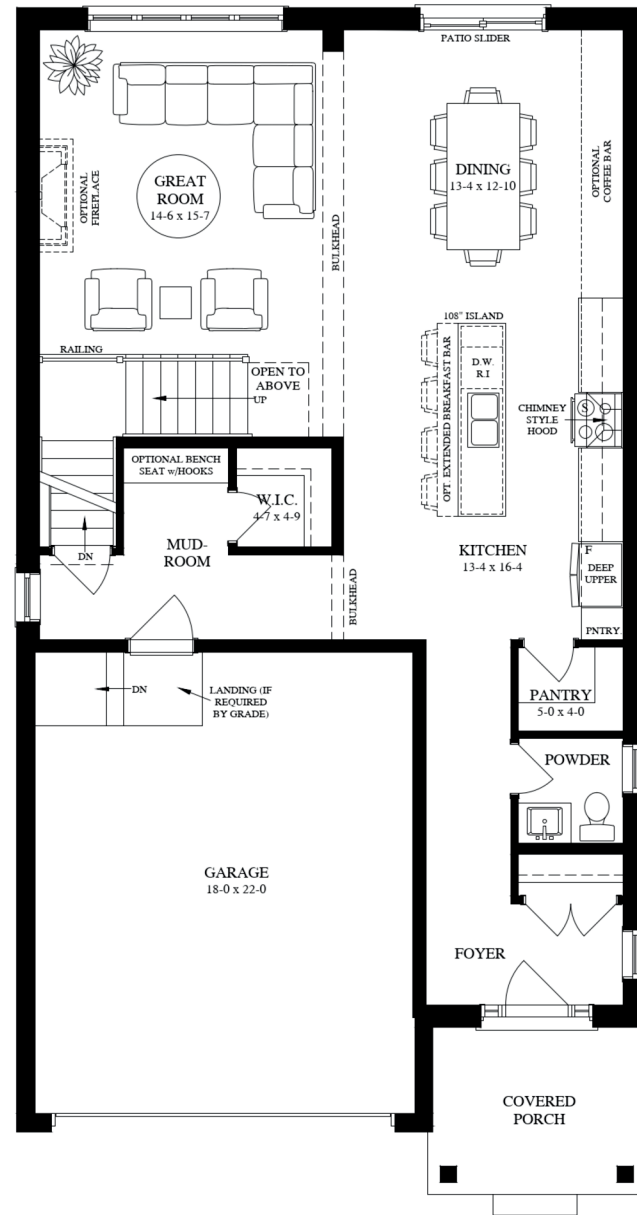 PATIO SLIDER
GREAT
ROOM
14-6 x 15-7
OPTIONAL
FIREPLACE
BULKHEAD
DINING
13-4 x 12-10
OPTIONAL
COFFEE BAR
RAILING
OPEN TO
ABOVE
UP
108" ISLAND
D.W.
R.I
OPT. EXTENDED BREAKFAST BAR
CHIMNEY
STYLE
HOOD
S
OPTIONAL BENCH
SEAT w/HOOKS
W.I.C.
4-7 x 4-9
DN
MUD-
ROOM
BULKHEAD
KITCHEN
13-4 x 16-4
F
DEEP
UPPER
PNTRY.
DN
LANDING (IF
REQUIRED
BY GRADE)
PANTRY
5-0 x 4-0
POWDER
GARAGE
18-0 x 22-0
FOYER
COVERED
PORCH